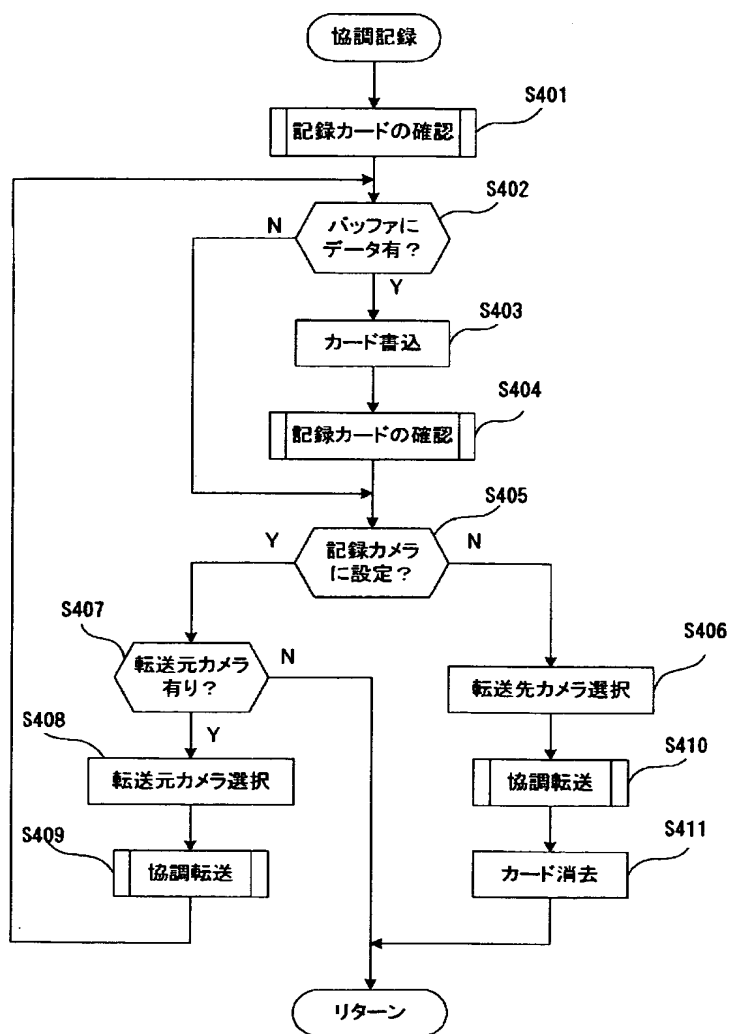 協調記録
S401
記録カードの確認
S402
N
バッファに
データ有？
Y
S403
カード書込
S404
記録カードの確認
S405
Y
記録カメラ
に設定？
N
S407
転送元カメラ
有り？
N
S406
転送先カメラ選択
Y
S408
転送元カメラ選択
S410
協調転送
S409
協調転送
S411
カード消去
リターン